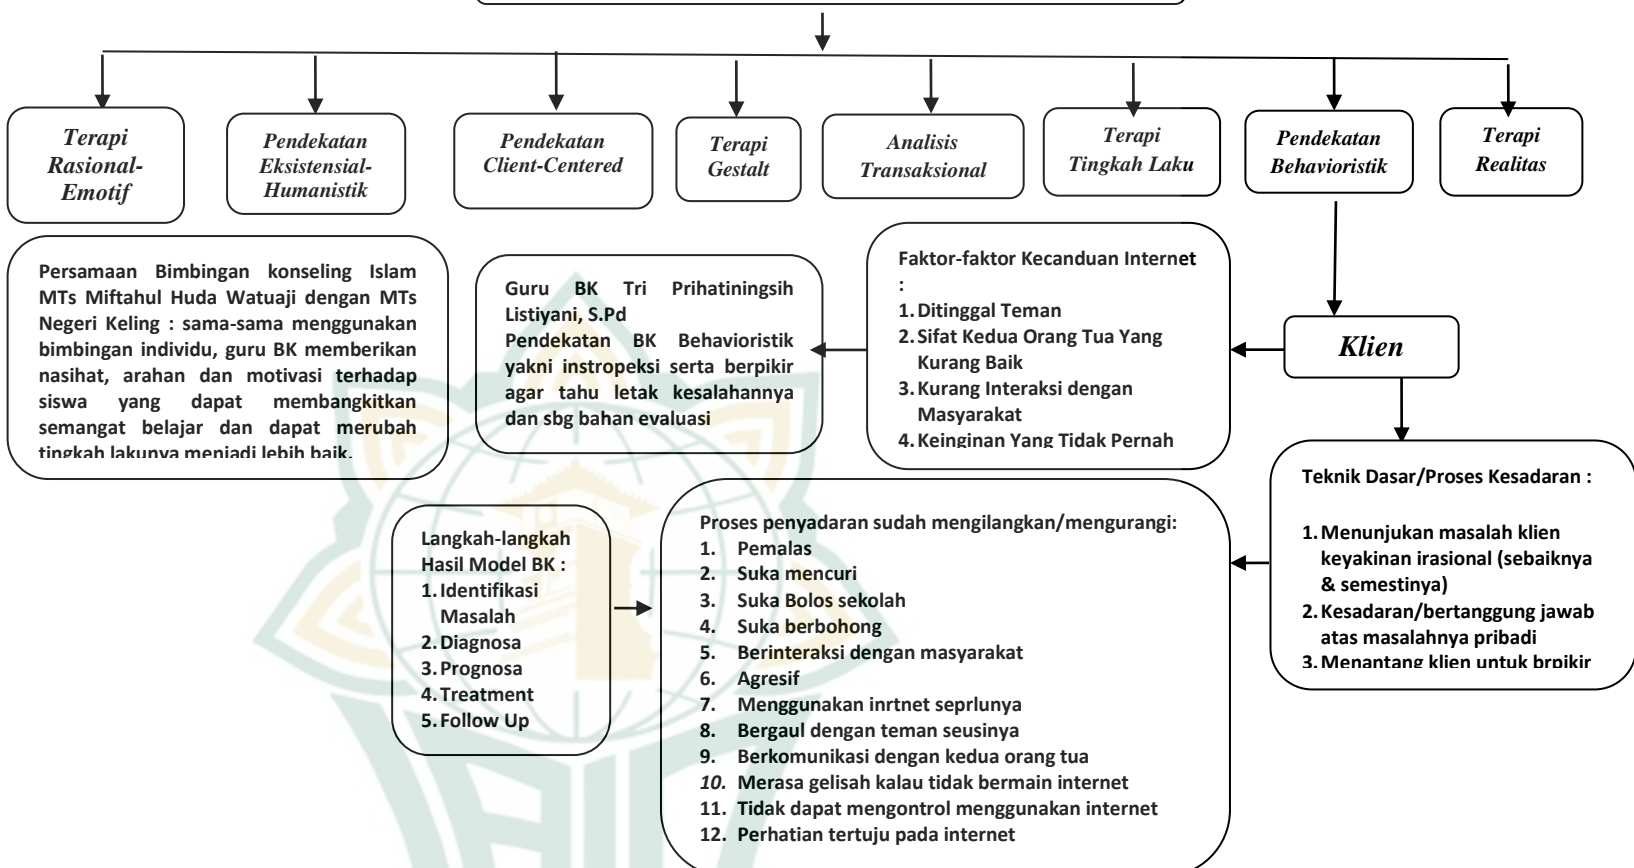 Terapi
Rasional-
Emotif
Pendekatan
Eksistensial-
Humanistik
Pendekatan
Client-Centered
Terapi
Gestalt
Analisis
Transaksional
Terapi
Tingkah Laku
Pendekatan
Behavioristik
Terapi
Realitas
Persamaan Bimbingan konseling Islam
MTs Miftahul Huda Watuaji dengan MTs
Negeri Keling : sama-sama menggunakan
bimbingan individu, guru BK memberikan
nasihat, arahan dan motivasi terhadap
siswa yang dapat membangkitkan
semangat belajar dan dapat merubah
tingkah lakunya menjadi lebih baik.
Guru BK Tri Prihatiningsih
Listiyani, S.Pd
Pendekatan BK Behavioristik
yakni instropeksi serta berpikir
agar tahu letak kesalahannya
dan sbg bahan evaluasi
Faktor-faktor Kecanduan Internet
:
1. Ditinggal Teman
2. Sifat Kedua Orang Tua Yang
Kurang Baik
3. Kurang Interaksi dengan
Masyarakat
4. Keinginan Yang Tidak Pernah
Klien
Teknik Dasar/Proses Kesadaran :
1. Menunjukan masalah klien
keyakinan irasional (sebaiknya
& semestinya)
2. Kesadaran/bertanggung jawab
atas masalahnya pribadi
3. Menantang klien untuk brpikir
Langkah-langkah
Hasil Model BK :
1. Identifikasi
Masalah
2. Diagnosa
3. Prognosa
4. Treatment
5. Follow Up
Proses penyadaran sudah mengilangkan/mengurangi:
1. Pemalas
2. Suka mencuri
3. Suka Bolos sekolah
4. Suka berbohong
5. Berinteraksi dengan masyarakat
6. Agresif
7. Menggunakan inrtnet seprlunya
8. Bergaul dengan teman seusinya
9. Berkomunikasi dengan kedua orang tua
10. Merasa gelisah kalau tidak bermain internet
11. Tidak dapat mengontrol menggunakan internet
12. Perhatian tertuju pada internet